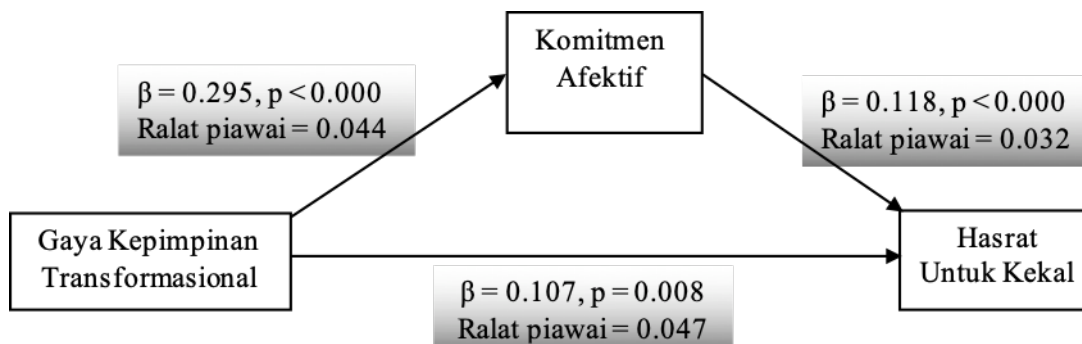 Komitmen
Afektif
β = 0.295, p < 0.000
Ralat piawai = 0.044
β = 0.118, p < 0.000
Ralat piawai = 0.032
Gaya Kepimpinan
Transformasional
Hasrat
Untuk Kekal
β = 0.107, p = 0.008
Ralat piawai = 0.047